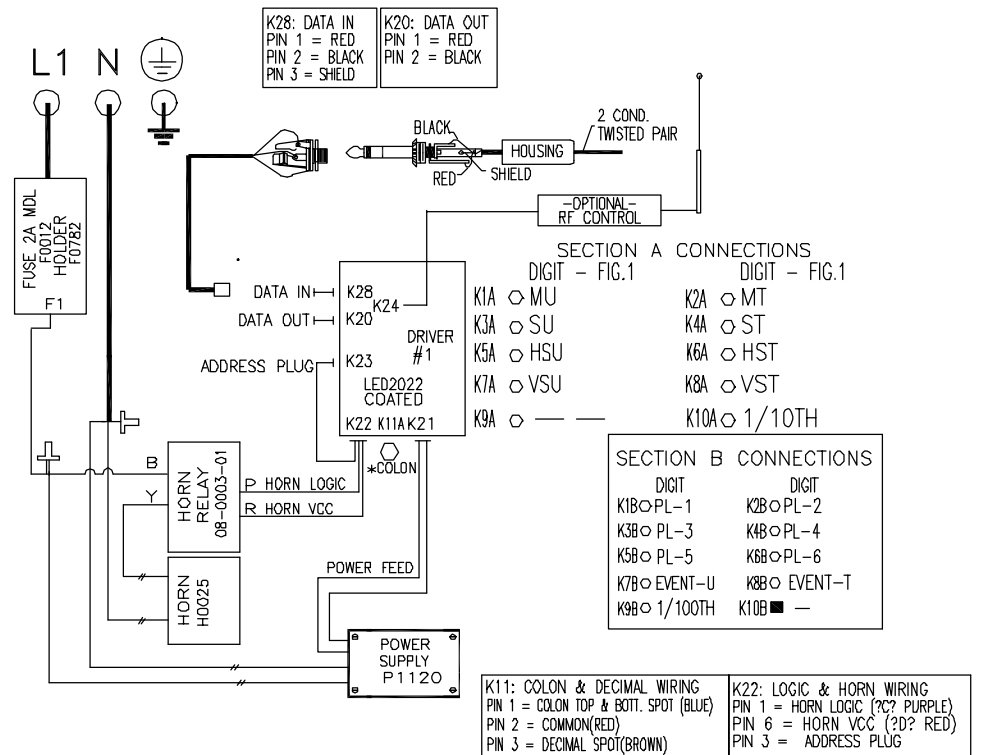 K28: DATA IN
PIN 1 = RED
PIN 2 = BLACK
PIN 3 = SHIELD
K20: DATA OUT
PIN 1 = RED
PIN 2 = BLACK
L1 N
BLACK
RED
SHIELD
HOUSING
2 COND.
TWISTED PAIR
-OPTIONAL-
RF CONTROL
FUSE 2A MDL
F0012
HOLDER
F0782
F1
SECTION A CONNECTIONS
DIGIT - FIG.1 DIGIT - FIG.1
K1A MU K2A MT
K3A SU K4A ST
K5A HSU K6A HST
K7A VSU K8A VST
K9A — — K10A 1/10TH
DATA IN K28
K24
DATA OUT K20
DRIVER
#1
ADDRESS PLUG K23
LED2022
COATED
K22 K11A K21
*COLON
B
Y
HORN
RELAY
08-0003-01
P HORN LOGIC
R HORN VCC
HORN
H0025
POWER FEED
POWER
SUPPLY
P1120
SECTION B CONNECTIONS
DIGIT DIGIT
K1B PL-1 K2B PL-2
K3B PL-3 K4B PL-4
K5B PL-5 K6B PL-6
K7B EVENT-U K8B EVENT-T
K9B 1/100TH K10B —
K11: COLON & DECIMAL WIRING
PIN 1 = COLON TOP & BOTT. SPOT (BLUE)
PIN 2 = COMMON(RED)
PIN 3 = DECIMAL SPOT(BROWN)
K22: LOGIC & HORN WIRING
PIN 1 = HORN LOGIC (?C? PURPLE)
PIN 6 = HORN VCC (?D? RED)
PIN 3 = ADDRESS PLUG